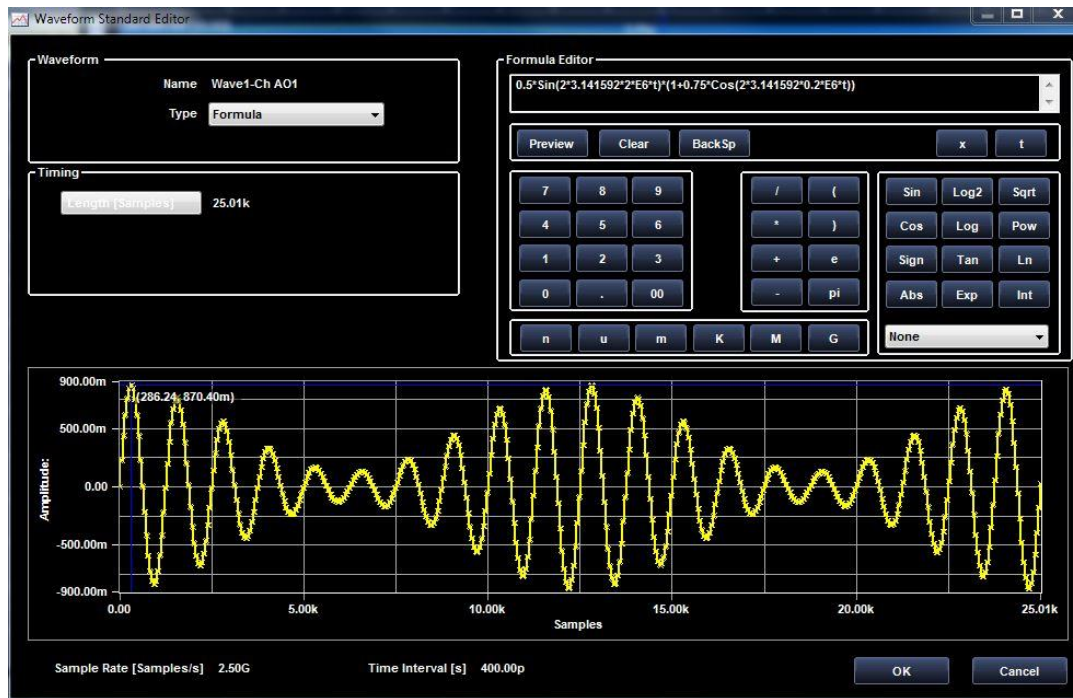 Waveform Standard Editor
Waveform
Name Wave1-Ch AO1
Type Formula
Timing
Length [Samples] 25.01k
Formula Editor
0.5*Sin(2*3.141592*2*E6*t)*(1+0.75*Cos(2*3.141592*0.2*E6*t))
Preview Clear BackSp x t
7 8 9 / ( Sin Log2 Sqrt
4 5 6 * ) Cos Log Pow
1 2 3 + e Sign Tan Ln
0 . 00 - pi Abs Exp Int
n u m K M G None
900.00m
(286.24, 870.40m)
500.00m
0.00
-500.00m
-900.00m
Amplitude:
0.00 5.00k 10.00k 15.00k 20.00k 25.01k
Samples
Sample Rate [Samples/s] 2.50G Time Interval [s] 400.00p OK Cancel